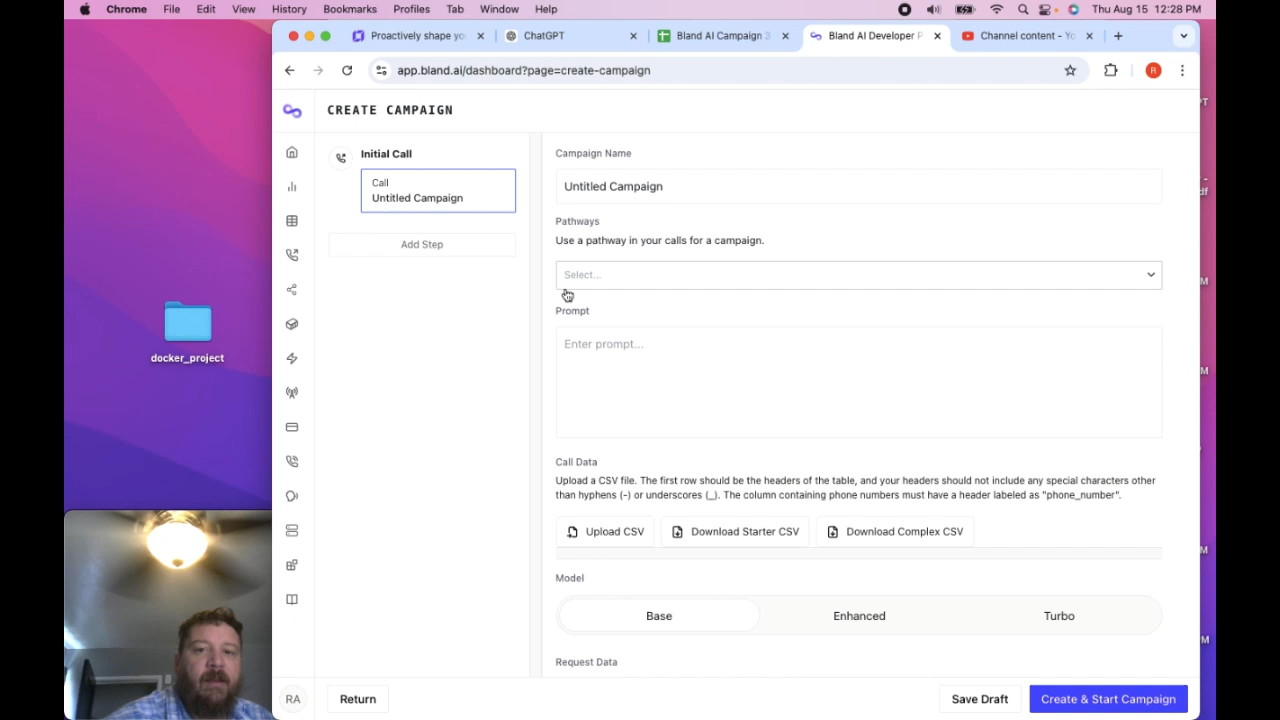 Chrome File Edit View History Bookmarks Profiles Tab Window Help Thu Aug 15 12:28 PM
Proactively shape yo
ChatGPT
Bland AI Campaign
Bland AI Developer P
Channel content - Yo
app.bland.ai/dashboard?page=create-campaign
R
CREATE CAMPAIGN
Initial Call
Call
Untitled Campaign
Add Step
Campaign Name
Untitled Campaign
Pathways
Use a pathway in your calls for a campaign.
Select...
Prompt
Enter prompt...
Call Data
Upload a CSV file. The first row should be the headers of the table, and your headers should not include any special characters other
than hyphens (-) or underscores (_). The column containing phone numbers must have a header labeled as "phone_number".
Upload CSV
Download Starter CSV
Download Complex CSV
Model
Base
Enhanced
Turbo
Request Data
RA
Return
Save Draft
Create & Start Campaign
docker_project